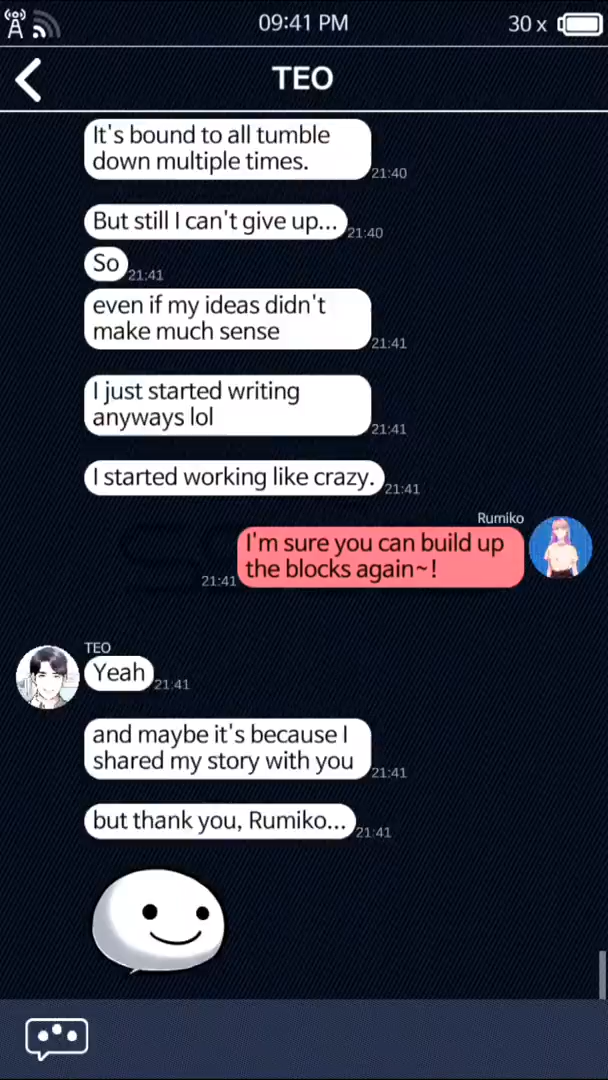 09:41 PM
30 x
TEO
It's bound to all tumble
down multiple times.
21:40
But still I can't give up...
21:40
So
21:41
even if my ideas didn't
make much sense
21:41
I just started writing
anyways lol
21:41
I started working like crazy.
21:41
Rumiko
I'm sure you can build up
the blocks again~!
21:41
TEO
Yeah
21:41
and maybe it's because I
shared my story with you
21:41
but thank you, Rumiko...
21:41